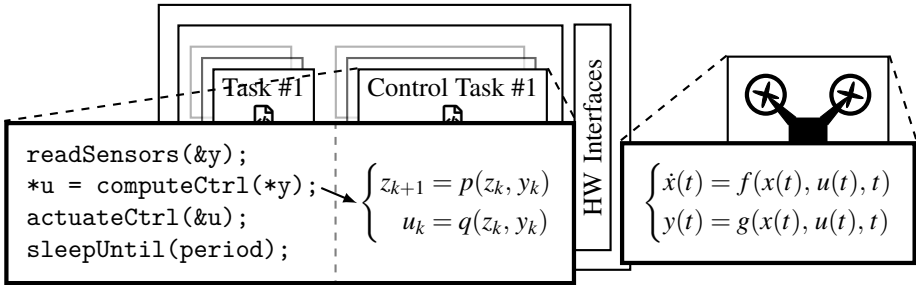 Task #1
Control Task #1
HW Interfaces
readSensors(&y);
*u = computeCtrl(*y);
actuateCtrl(&u);
sleepUntil(period);
z_{k+1} = p(z_k, y_k)
u_k = q(z_k, y_k)
ẋ(t) = f(x(t), u(t), t)
y(t) = g(x(t), u(t), t)